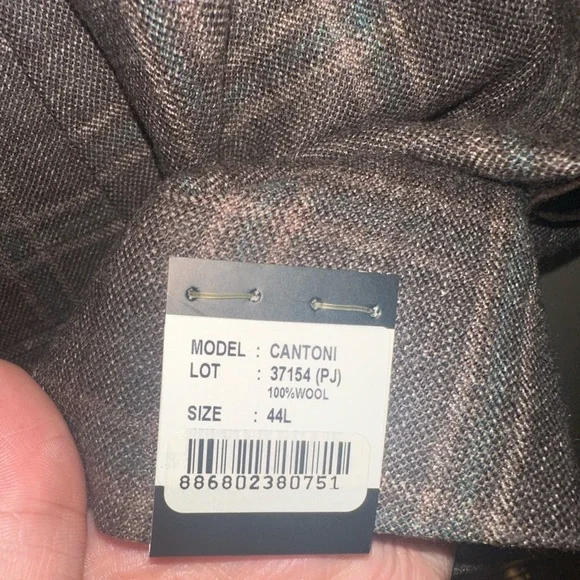 MODEL : CANTONI
LOT : 37154 (PJ)
100%WOOL
SIZE : 44L
886802380751